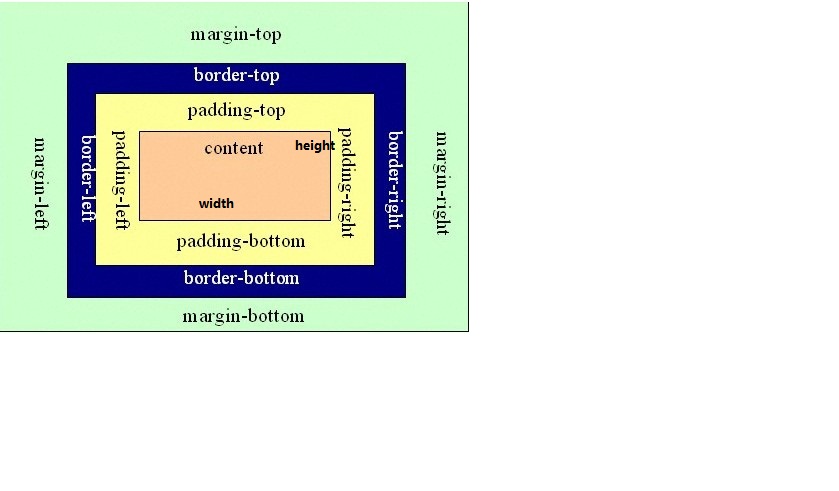 margin-top
border-top
padding-top
margin-left
border-left
padding-left
content
height
width
padding-right
border-right
margin-right
padding-bottom
border-bottom
margin-bottom